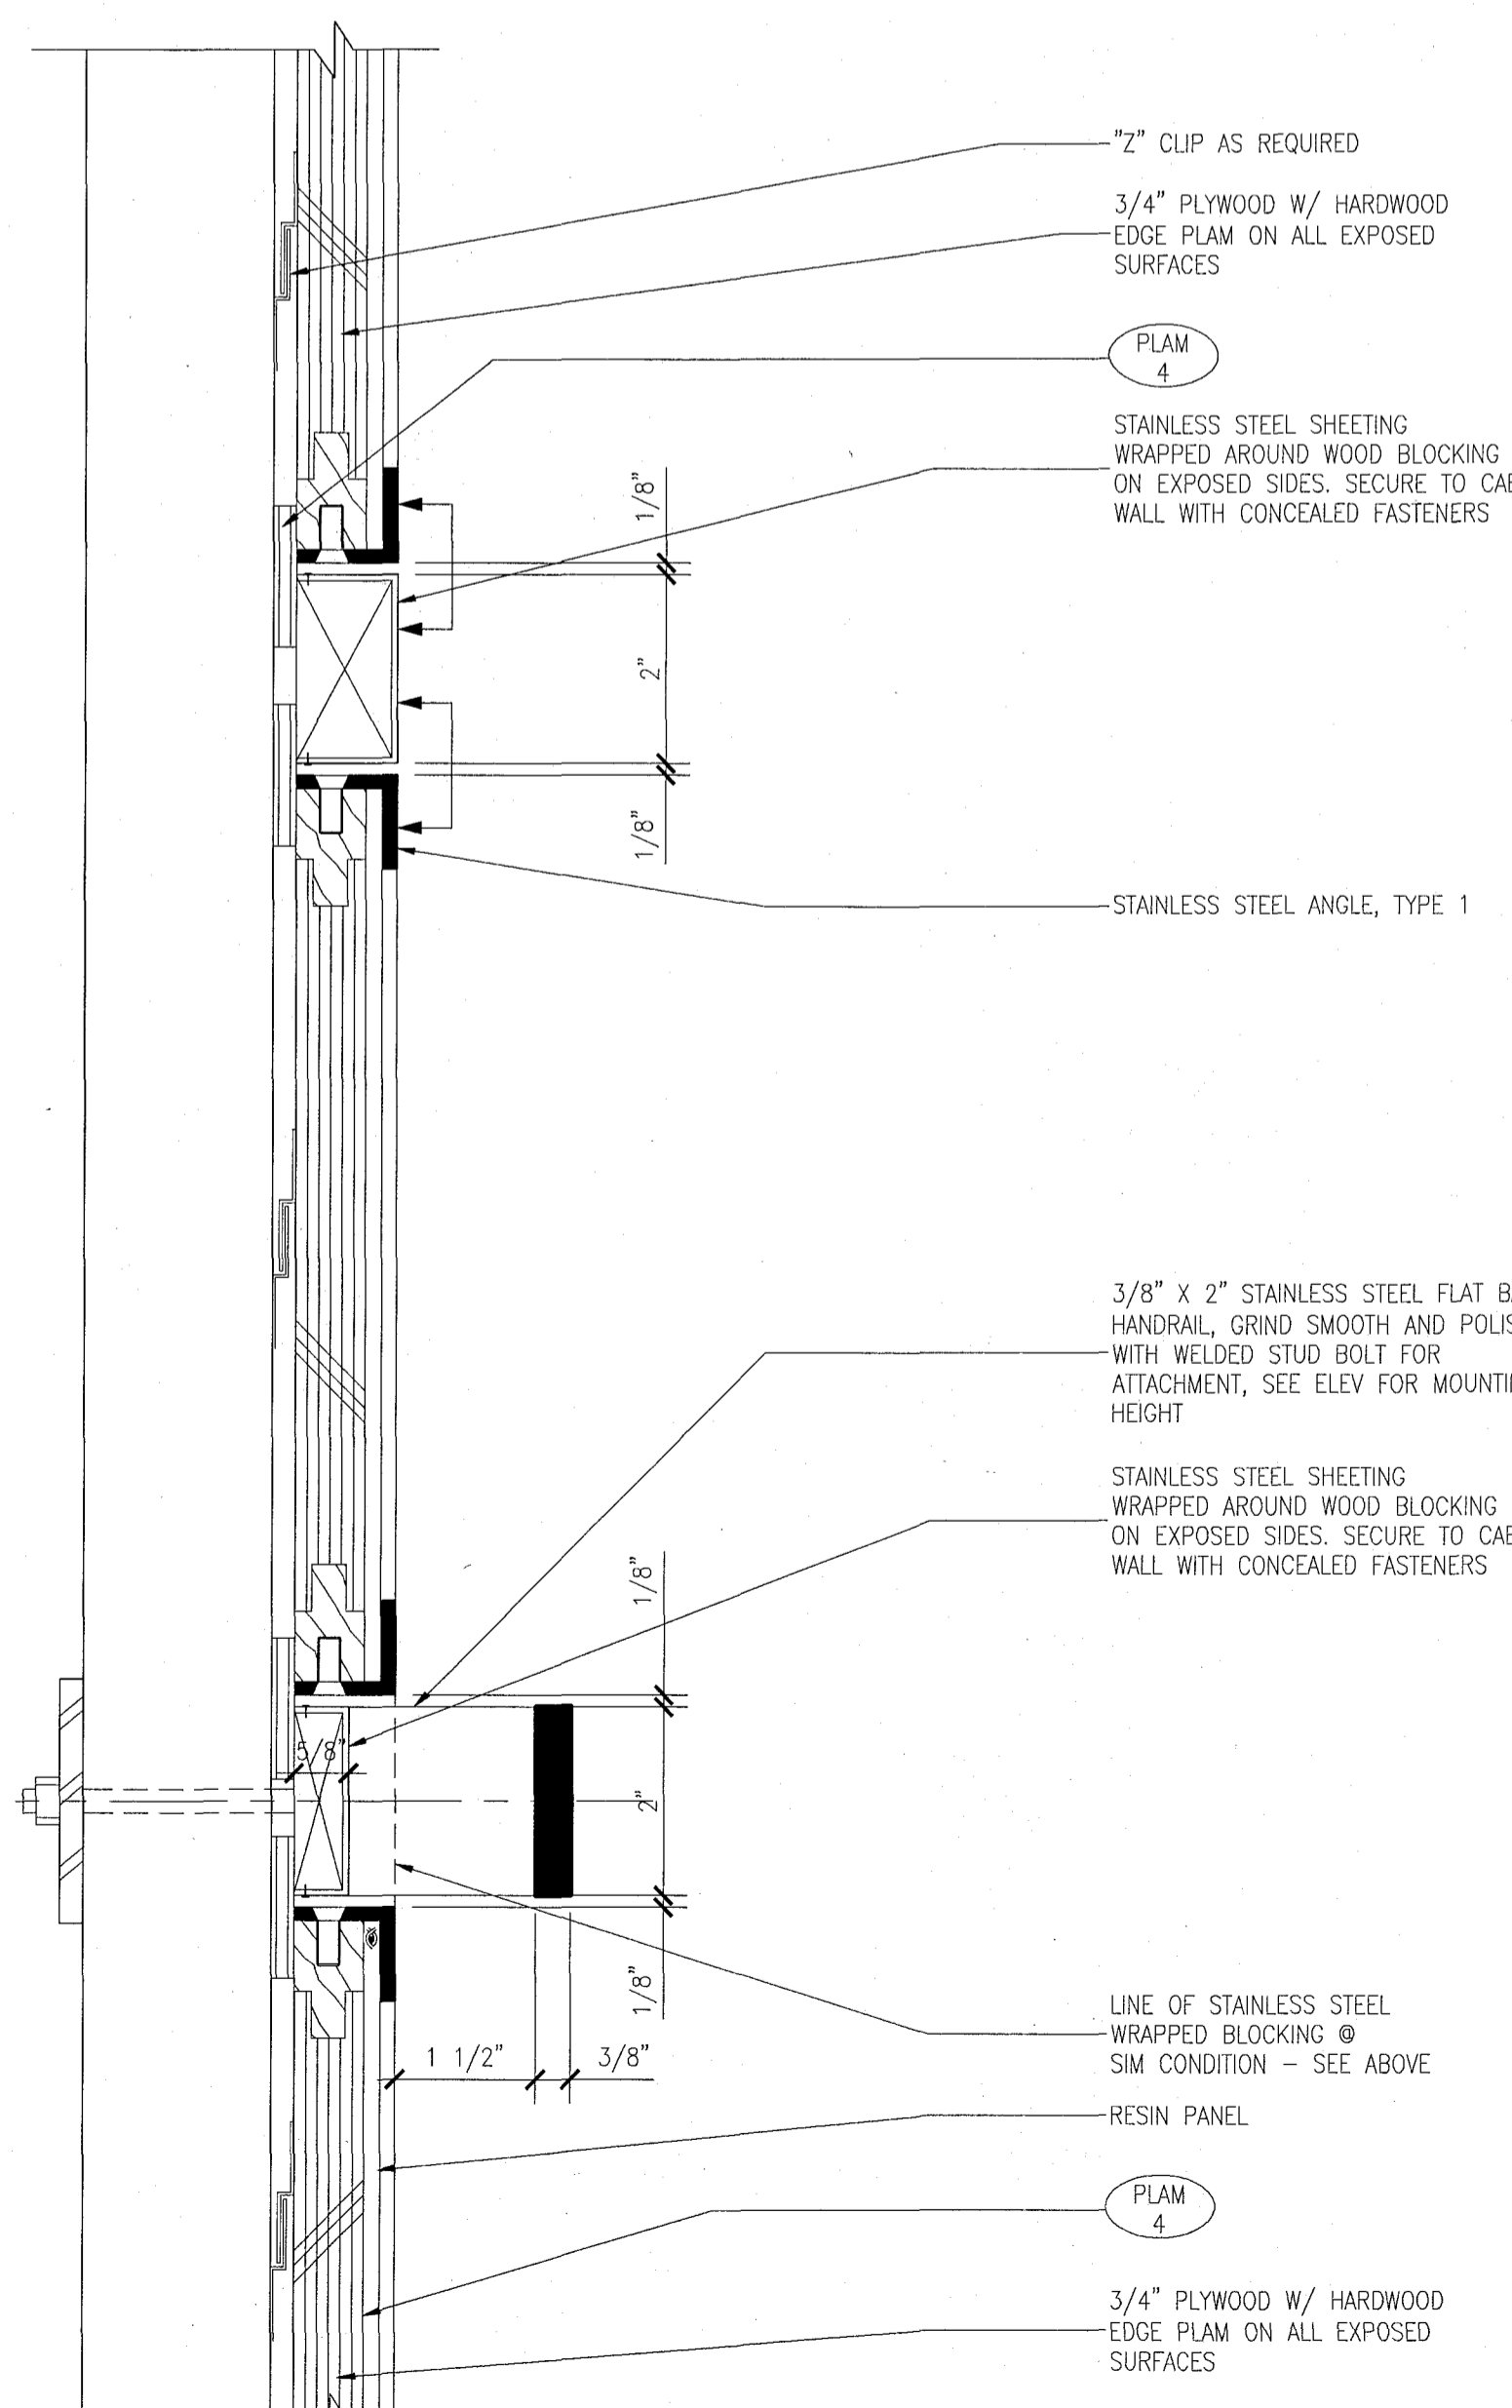 "Z" CLIP AS REQUIRED
3/4" PLYWOOD W/ HARDWOOD
EDGE PLAM ON ALL EXPOSED
SURFACES
PLAM
4
STAINLESS STEEL SHEETING
WRAPPED AROUND WOOD BLOCKING
ON EXPOSED SIDES. SECURE TO
WALL WITH CONCEALED FASTENERS
1/8"
2"
1/8"
STAINLESS STEEL ANGLE, TYPE 1
3/8" X 2" STAINLESS STEEL FLAT
HANDRAIL, GRIND SMOOTH AND
WITH WELDED STUD BOLT FOR
ATTACHMENT, SEE ELEV FOR
HEIGHT
STAINLESS STEEL SHEETING
WRAPPED AROUND WOOD BLOCKING
ON EXPOSED SIDES. SECURE TO
WALL WITH CONCEALED FASTENERS
1/8"
5/8"
2"
1/8"
1 1/2"
3/8"
LINE OF STAINLESS STEEL
WRAPPED BLOCKING @
SIM CONDITION – SEE ABOVE
RESIN PANEL
PLAM
4
3/4" PLYWOOD W/ HARDWOOD
EDGE PLAM ON ALL EXPOSED
SURFACES